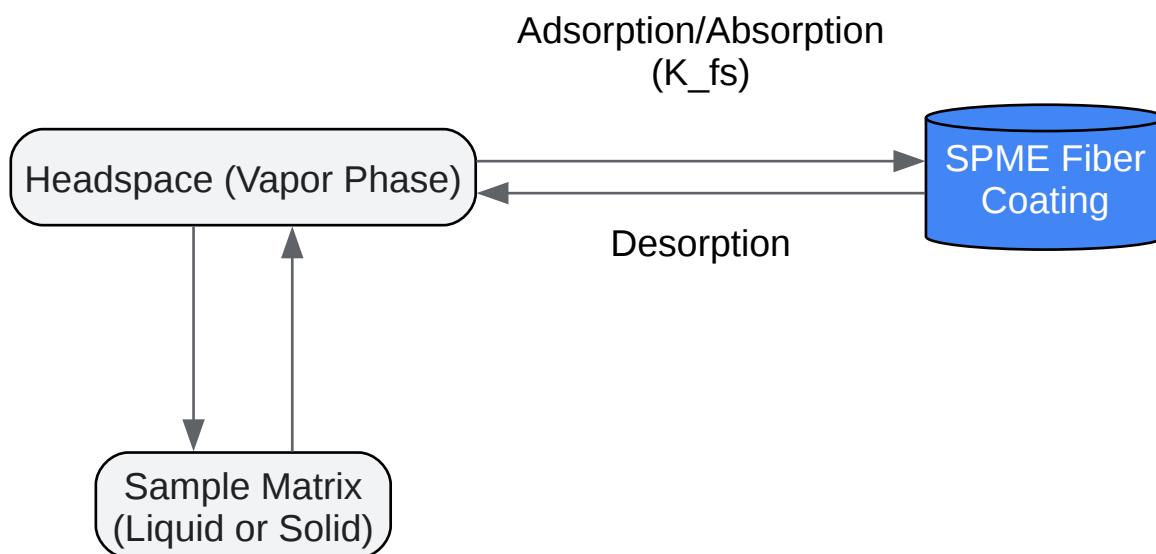 Adsorption/Absorption
(K_fs)
Headspace (Vapor Phase)
SPME Fiber
Coating
Desorption
Sample Matrix
(Liquid or Solid)